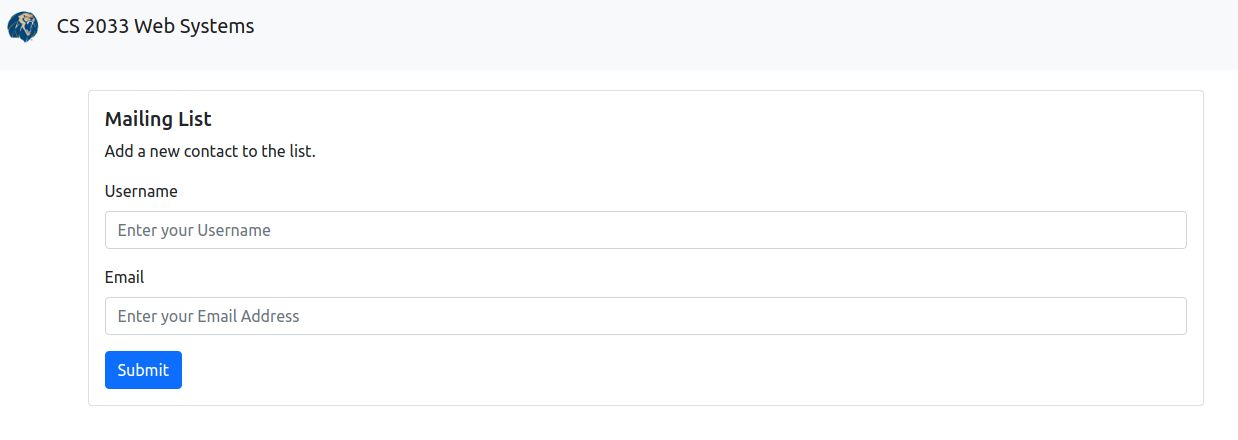 CS 2033 Web Systems
Mailing List
Add a new contact to the list.
Username
Enter your Username
Email
Enter your Email Address
Submit